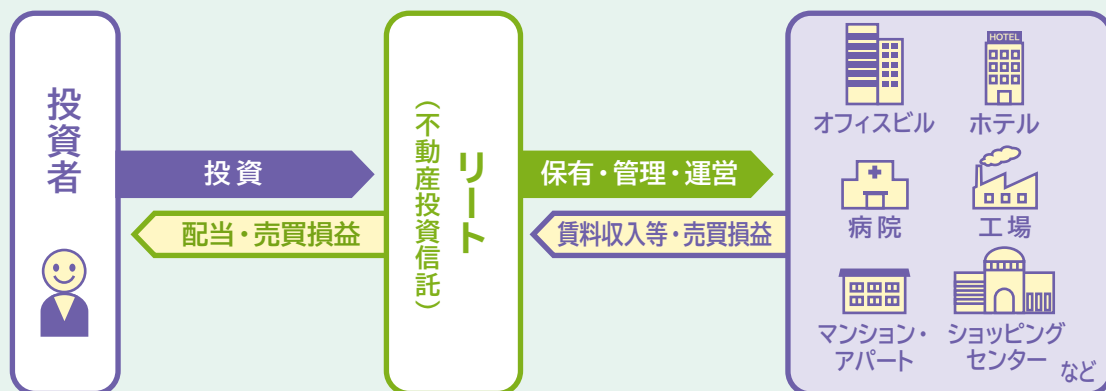 投資者
投資
配当・売買損益
リート
（不動産投資信託）
保有・管理・運営
賃料収入等・売買損益
HOTEL
オフィスビル
ホテル
病院
工場
マンション・
アパート
ショッピング
センター
など